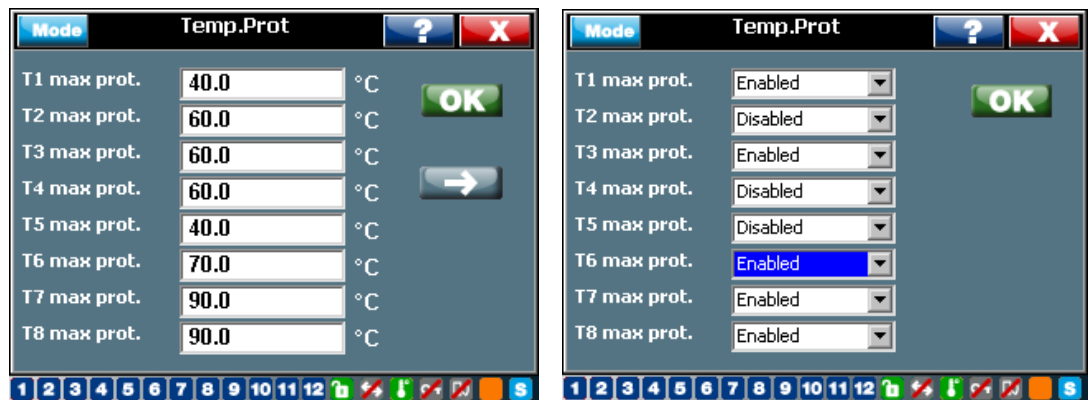 Mode Temp.Prot ? X
T1 max prot. 40.0 °C
OK
T2 max prot. 60.0 °C
T3 max prot. 60.0 °C
T4 max prot. 60.0 °C
T5 max prot. 40.0 °C
T6 max prot. 70.0 °C
T7 max prot. 90.0 °C
T8 max prot. 90.0 °C
1 2 3 4 5 6 7 8 9 10 11 12 S
Mode Temp.Prot ? X
T1 max prot. Enabled
OK
T2 max prot. Disabled
T3 max prot. Enabled
T4 max prot. Disabled
T5 max prot. Disabled
T6 max prot. Enabled
T7 max prot. Enabled
T8 max prot. Enabled
1 2 3 4 5 6 7 8 9 10 11 12 S